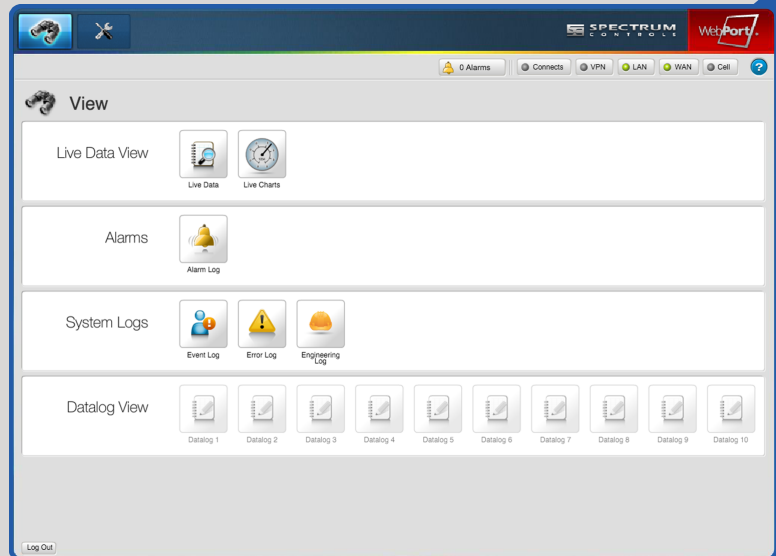 SPECTRUM
CONTROLS
WebPort
0 Alarms
Connects
VPN
LAN
WAN
Cell
?
View
Live Data View
Live Data
Live Charts
Alarms
Alarm Log
System Logs
Event Log
Error Log
Engineering
Log
Datalog View
Datalog 1
Datalog 2
Datalog 3
Datalog 4
Datalog 5
Datalog 6
Datalog 7
Datalog 8
Datalog 9
Datalog 10
Log Out